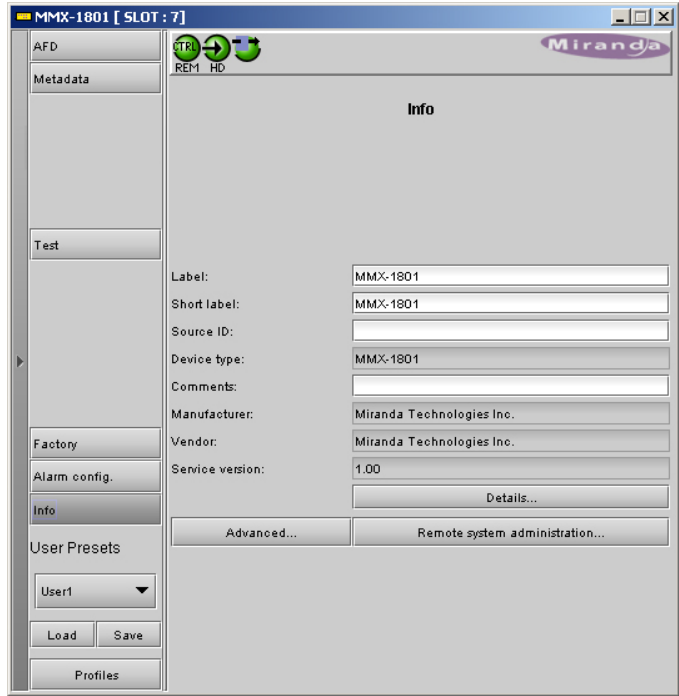 MMX-1801 [ SLOT : 7]
AFD
Metadata
Test
Factory
Alarm config.
Info
User Presets
User1
Load Save
Profiles
CTRL
REM HD
Miranda
Info
Label: MMX-1801
Short label: MMX-1801
Source ID:
Device type: MMX-1801
Comments:
Manufacturer: Miranda Technologies Inc.
Vendor: Miranda Technologies Inc.
Service version: 1.00
Details...
Advanced... Remote system administration...